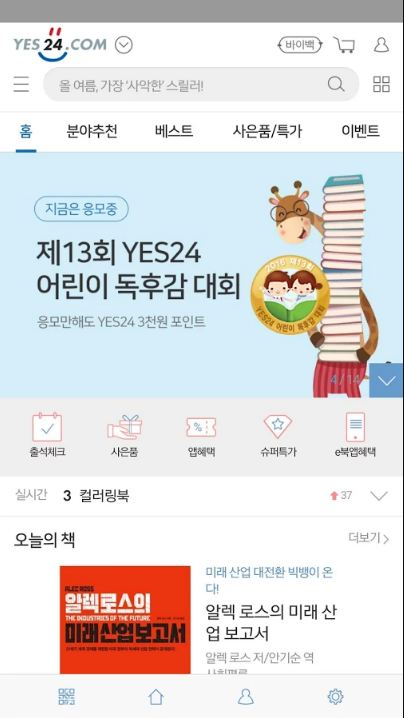 YES24.COM
바이백
올 여름, 가장 '사악한' 스릴러!
홈 분야추천 베스트 사은품/특가 이벤트
지금은 응모중
제13회 YES24
어린이 독후감 대회
응모만해도 YES24 3천원 포인트
2016 제13회
YES24 어린이 독후감 대회
4 / 14
출석체크 사은품 앱혜택 슈퍼특가 e북앱혜택
실시간 3 컬러링북 37
오늘의 책 더보기
ALEC ROSS
알렉로스의
THE INDUSTRIES OF THE FUTURE
미래산업보고서
미래 산업 대전환 빅뱅이 온
다!
알렉 로스의 미래 산
업 보고서
알렉 로스 저/안기순 역